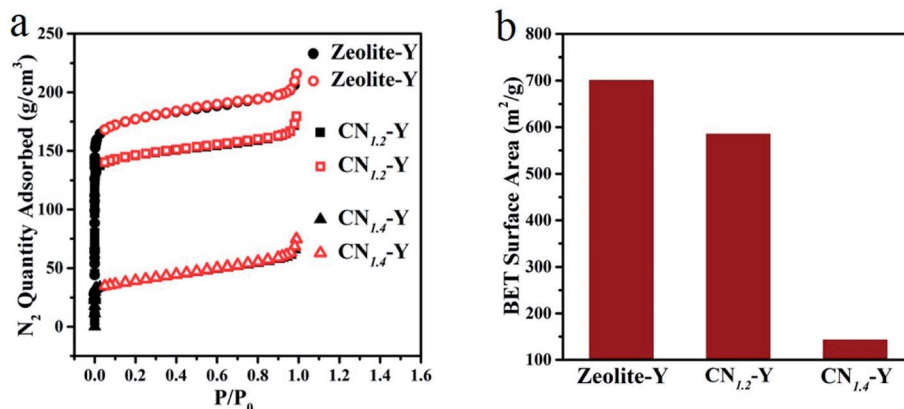 a
N2 Quantity Adsorbed (g/cm3)
250
200
150
100
50
0
Zeolite-Y
Zeolite-Y
CN1.2-Y
CN1.2-Y
CN1.4-Y
CN1.4-Y
0.0 0.2 0.4 0.6 0.8 1.0 1.2 1.4 1.6
P/P0
b
BET Surface Area (m2/g)
800
700
600
500
400
300
800
700
200
100
Zeolite-Y CN1.2-Y CN1.4-Y